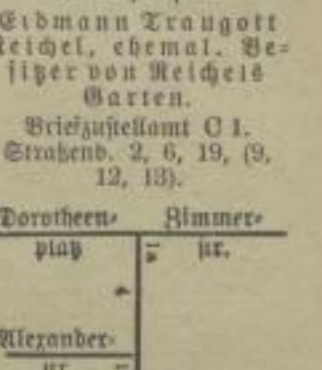 Erdmann Traugott
Reichel, ehemal. Be-
sitzer von Reichels
Garten.
Briefzustellamt C 1.
Straßenb. 2, 6, 19, (9,
12, 13).
Dorotheen- Zimmer-
platz str.
Alexander-